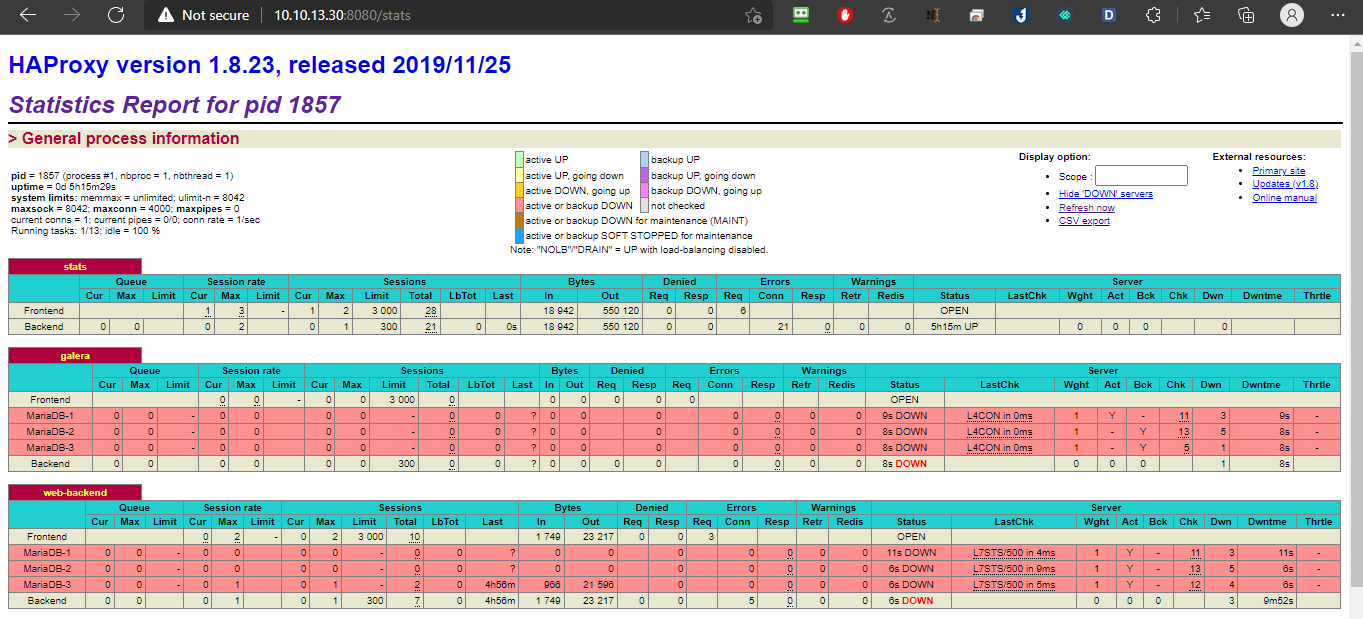 Not secure | 10.10.13.30:8080/stats
HAProxy version 1.8.23, released 2019/11/25
Statistics Report for pid 1857
> General process information
pid = 1857 (process #1, nbproc = 1, nbthread = 1)
uptime = 0d 5h15m29s
system limits: memmax = unlimited; ulimit-n = 8042
maxsock = 8042; maxconn = 4000; maxpipes = 0
current conns = 1; current pipes = 0/0; conn rate = 1/sec
Running tasks: 1/13; idle = 100 %
active UP backup UP
active UP, going down backup UP, going down
active DOWN, going up backup DOWN, going up
active or backup DOWN not checked
active or backup DOWN for maintenance (MAINT)
active or backup SOFT STOPPED for maintenance
Note: "NOLB"/"DRAIN" = UP with load-balancing disabled.
Display option:
Scope :
Hide 'DOWN' servers
Refresh now
CSV export
External resources:
Primary site
Updates (v1.8)
Online manual
stats
Queue Session rate Sessions Bytes Denied Errors Warnings Server
Cur Max Limit Cur Max Limit Cur Max Limit Total LbTot Last In Out Req Resp Req Conn Resp Retr Redis Status LastChk Wght Act Bck Chk Dwn Dwntme Thrtle
Frontend 1 3 - 1 2 3 000 28 18 942 550 120 0 0 6 OPEN
Backend 0 0 0 2 0 1 300 21 0 0s 18 942 550 120 0 0 21 0 0 0 5h15m UP 0 0 0 0
galera
Queue Session rate Sessions Bytes Denied Errors Warnings Server
Cur Max Limit Cur Max Limit Cur Max Limit Total LbTot Last In Out Req Resp Req Conn Resp Retr Redis Status LastChk Wght Act Bck Chk Dwn Dwntme Thrtle
Frontend 0 0 - 0 0 3 000 0 0 0 0 0 0 OPEN
MariaDB-1 0 0 - 0 0 0 0 - 0 0 ? 0 0 0 0 0 0 0 9s DOWN L4CON in 0ms 1 Y - 11 3 9s -
MariaDB-2 0 0 - 0 0 0 0 - 0 0 ? 0 0 0 0 0 0 0 8s DOWN L4CON in 0ms 1 - Y 13 5 8s -
MariaDB-3 0 0 - 0 0 0 0 - 0 0 ? 0 0 0 0 0 0 0 8s DOWN L4CON in 0ms 1 - Y 5 1 8s -
Backend 0 0 0 0 0 0 300 0 0 ? 0 0 0 0 0 0 0 0 8s DOWN 0 0 0 1 8s
web-backend
Queue Session rate Sessions Bytes Denied Errors Warnings Server
Cur Max Limit Cur Max Limit Cur Max Limit Total LbTot Last In Out Req Resp Req Conn Resp Retr Redis Status LastChk Wght Act Bck Chk Dwn Dwntme Thrtle
Frontend 0 2 - 0 2 3 000 10 1 749 23 217 0 0 3 OPEN
MariaDB-1 0 0 - 0 0 0 0 - 0 0 ? 0 0 0 0 0 0 0 11s DOWN L7STS/500 in 4ms 1 Y - 11 3 11s -
MariaDB-2 0 0 - 0 0 0 0 - 0 0 ? 0 0 0 0 0 0 0 6s DOWN L7STS/500 in 9ms 1 Y - 13 5 6s -
MariaDB-3 0 0 - 0 1 0 1 - 2 0 4h56m 966 21 596 0 0 0 0 0 6s DOWN L7STS/500 in 5ms 1 Y - 12 4 6s -
Backend 0 0 0 1 0 1 300 7 0 4h56m 1 749 23 217 0 0 5 0 0 0 6s DOWN 0 0 0 3 9m52s